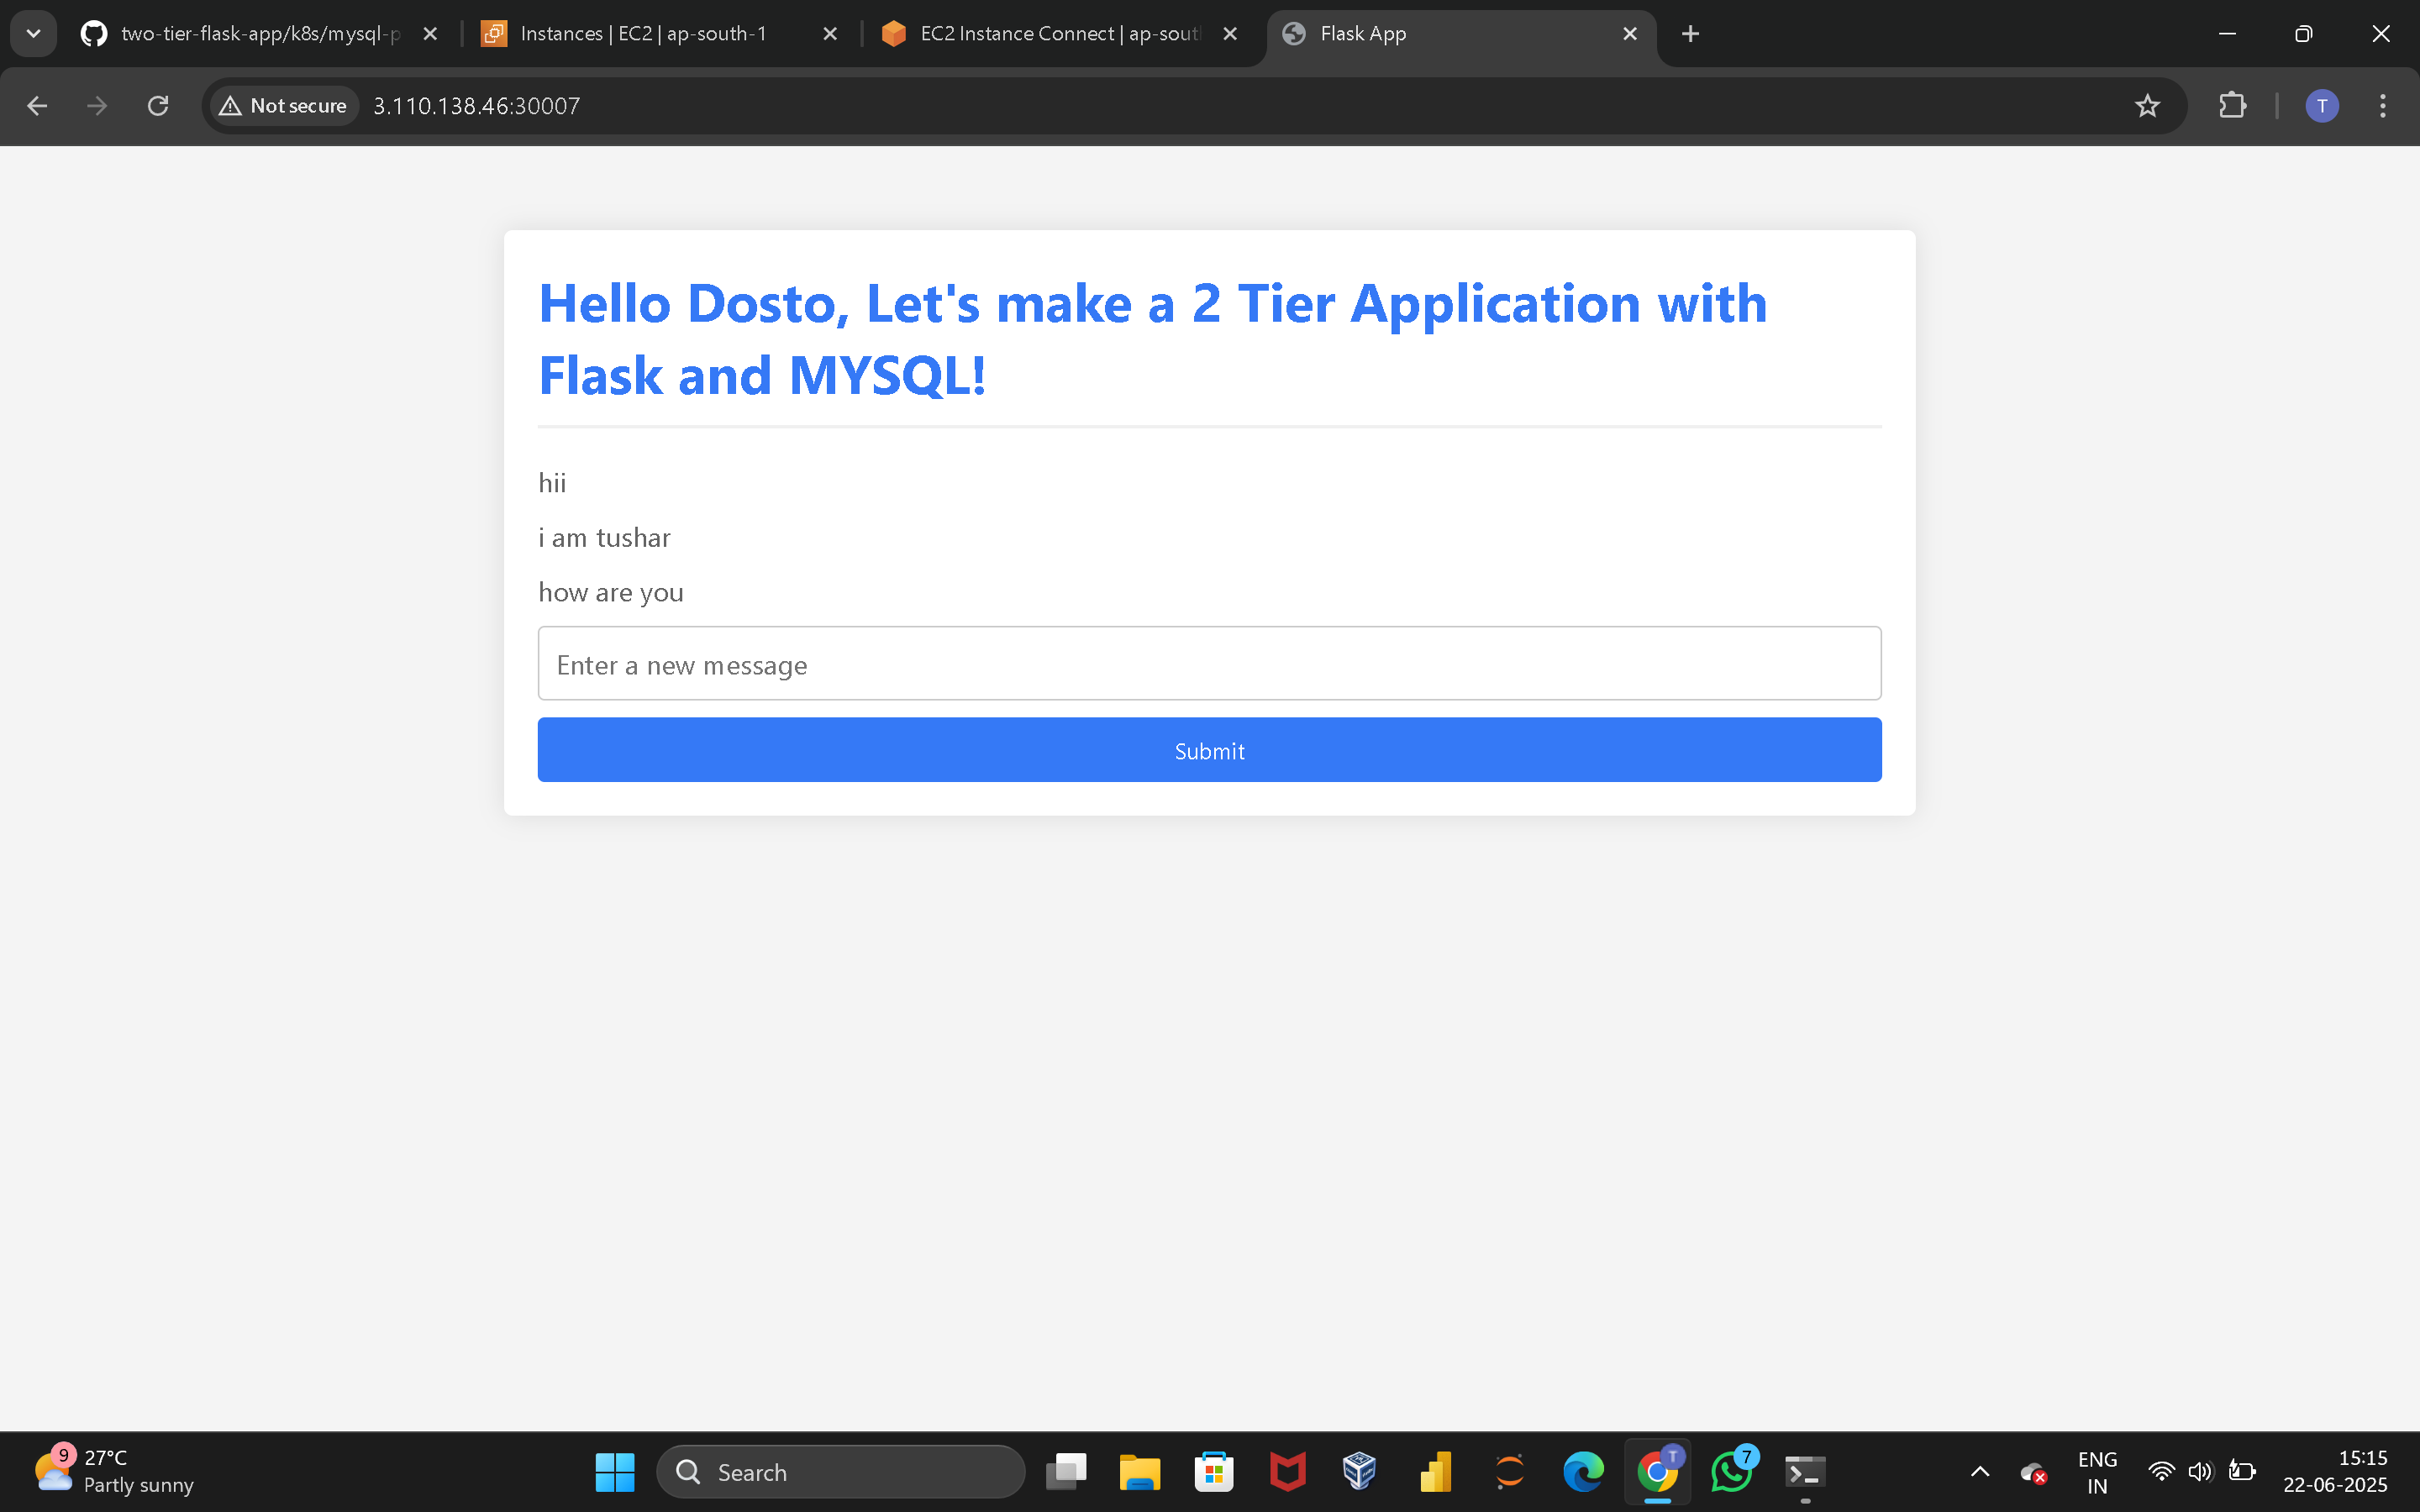 two-tier-flask-app/k8s/mysql-p
Instances | EC2 | ap-south-1
EC2 Instance Connect | ap-sout
Flask App
Not secure
3.110.138.46:30007
T
Hello Dosto, Let's make a 2 Tier Application with
Flask and MYSQL!
hii
i am tushar
how are you
Enter a new message
Submit
9
27°C
Partly sunny
Search
T
7
ENG
IN
15:15
22-06-2025